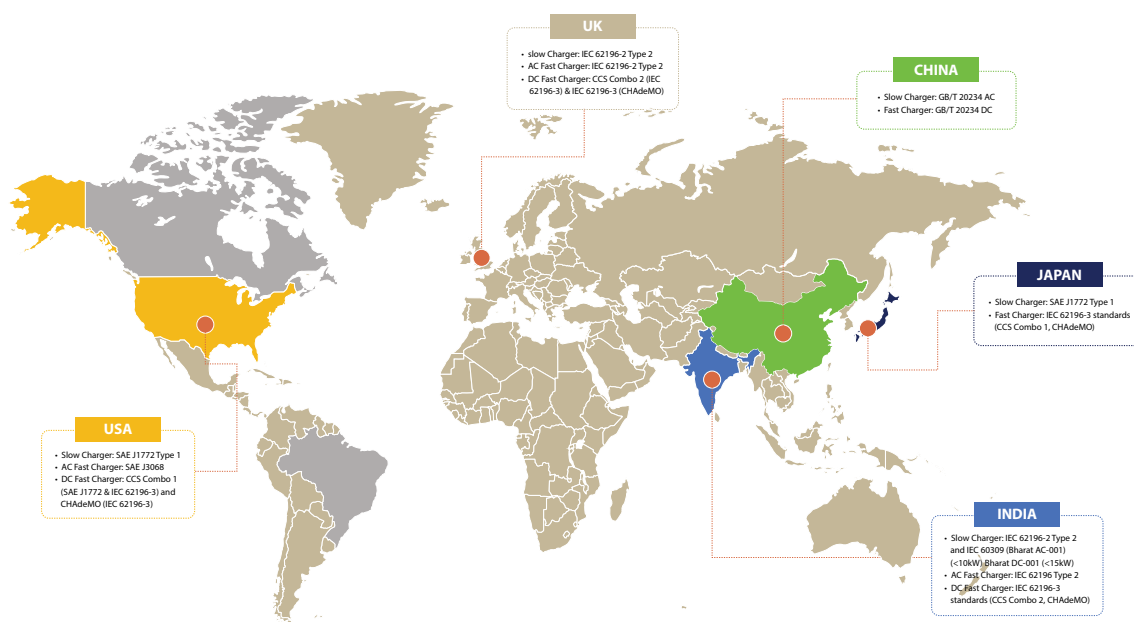 UK
• slow Charger: IEC 62196-2 Type 2
• AC Fast Charger: IEC 62196-2 Type 2
• DC Fast Charger: CCS Combo 2 (IEC
62196-3) & IEC 62196-3 (CHAdeMO)
CHINA
• Slow Charger: GB/T 20234 AC
• Fast Charger: GB/T 20234 DC
JAPAN
• Slow Charger: SAE J1772 Type 1
• Fast Charger: IEC 62196-3 standards
(CCS Combo 1, CHAdeMO)
USA
• Slow Charger: SAE J1772 Type 1
• AC Fast Charger: SAE J3068
• DC Fast Charger: CCS Combo 1
(SAE J1772 & IEC 62196-3) and
CHAdeMO (IEC 62196-3)
INDIA
• Slow Charger: IEC 62196-2 Type 2
and IEC 60309 (Bharat AC-001)
(<10kW) Bharat DC-001 (<15kW)
• AC Fast Charger: IEC 62196 Type 2
• DC Fast Charger: IEC 62196-3
standards (CCS Combo 2, CHAdeMO)